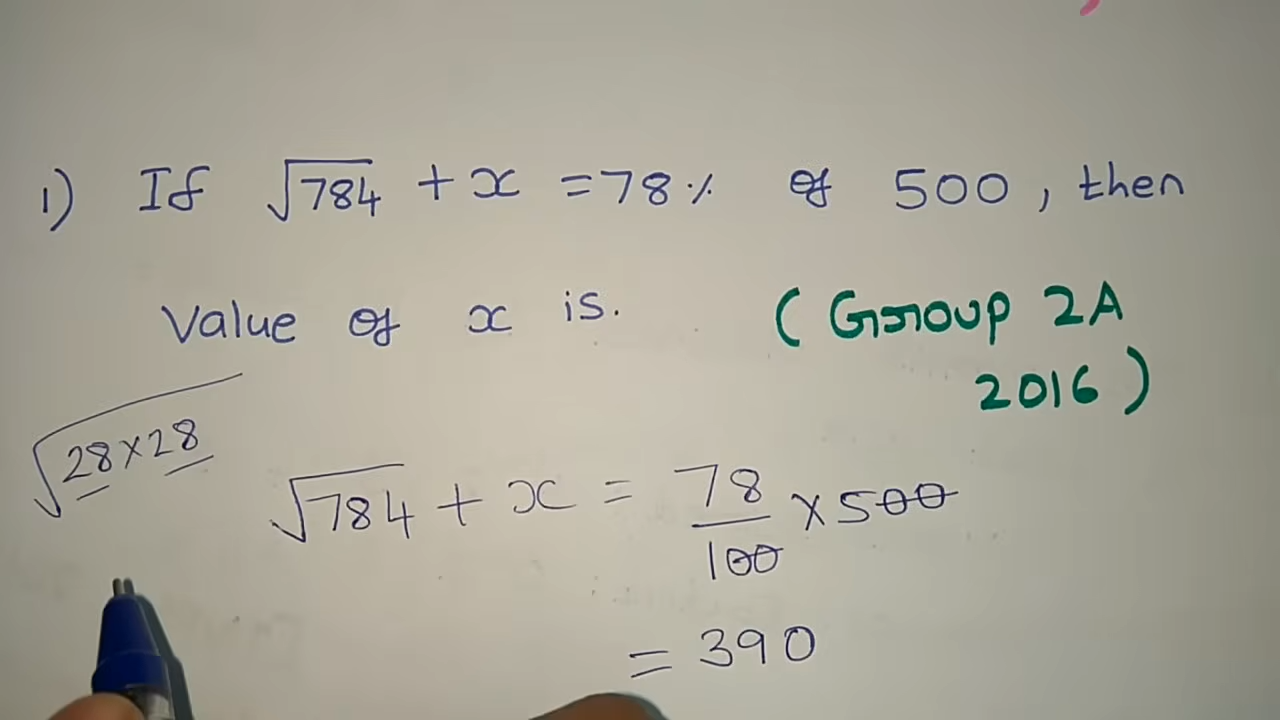 1) If √784 + x = 78% of 500, then
Value of x is. (Group 2A
2016)
√28×28
√784 + x = 78/100 × 500
= 390